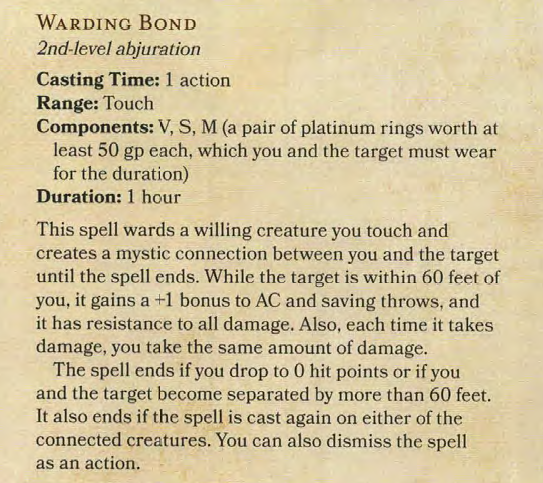 WARDING BOND
2nd-level abjuration
Casting Time: 1 action
Range: Touch
Components: V, S, M (a pair of platinum rings worth at
least 50 gp each, which you and the target must wear
for the duration)
Duration: 1 hour
This spell wards a willing creature you touch and
creates a mystic connection between you and the target
until the spell ends. While the target is within 60 feet of
you, it gains a +1 bonus to AC and saving throws, and
it has resistance to all damage. Also, each time it takes
damage, you take the same amount of damage.
The spell ends if you drop to 0 hit points or if you
and the target become separated by more than 60 feet.
It also ends if the spell is cast again on either of the
connected creatures. You can also dismiss the spell
as an action.